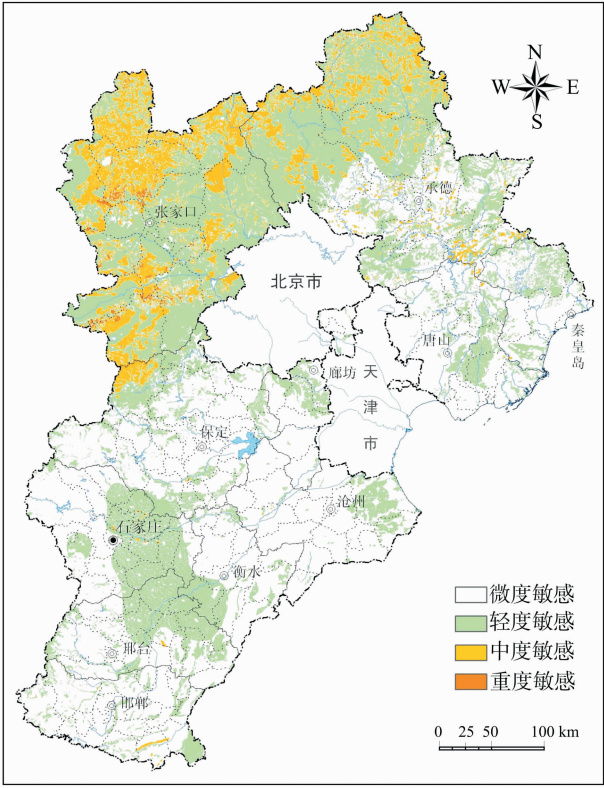 N
W E
S
承德
张家口
北京市
秦皇岛
唐山
廊坊
天津市
保定
沧州
石家庄
衡水
微度敏感
轻度敏感
中度敏感
重度敏感
邢台
邯郸
0 25 50 100 km